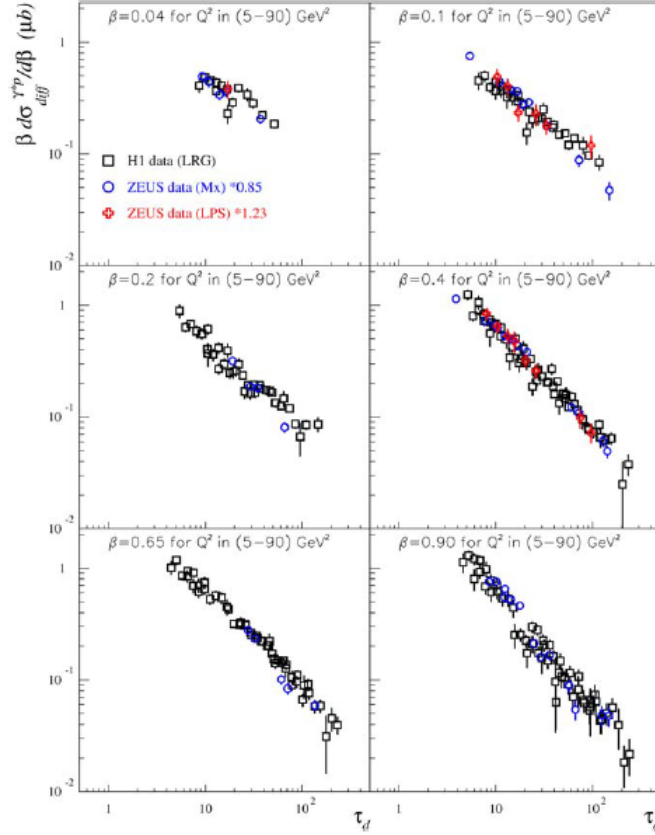 β dσ^{γ*p}_{diff}/dβ (μb)
β=0.04 for Q² in (5-90) GeV²
β=0.1 for Q² in (5-90) GeV²
1
10⁻¹
10⁻²
H1 data (LRG)
ZEUS data (Mx) *0.85
ZEUS data (LPS) *1.23
β=0.2 for Q² in (5-90) GeV²
β=0.4 for Q² in (5-90) GeV²
1
10⁻¹
10⁻²
β=0.65 for Q² in (5-90) GeV²
β=0.90 for Q² in (5-90) GeV²
1
10⁻¹
10⁻²
1 10 10² τ_d 1 10 10² τ_d